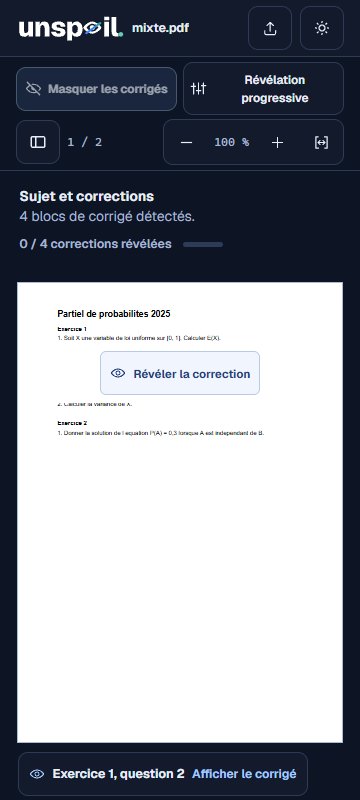 unspoil. mixte.pdf
Masquer les corrigés
Révélation
progressive
1 / 2
100 %
Sujet et corrections
4 blocs de corrigé détectés.
0 / 4 corrections révélées
Partiel de probabilites 2025
Exercice 1
1. Soit X une variable de loi uniforme sur [0, 1]. Calculer E(X).
Révéler la correction
2. Calculer la variance de X.
Exercice 2
1. Donner la solution de l equation P(A) = 0,3 lorsque A est independant de B.
Exercice 1, question 2 Afficher le corrigé